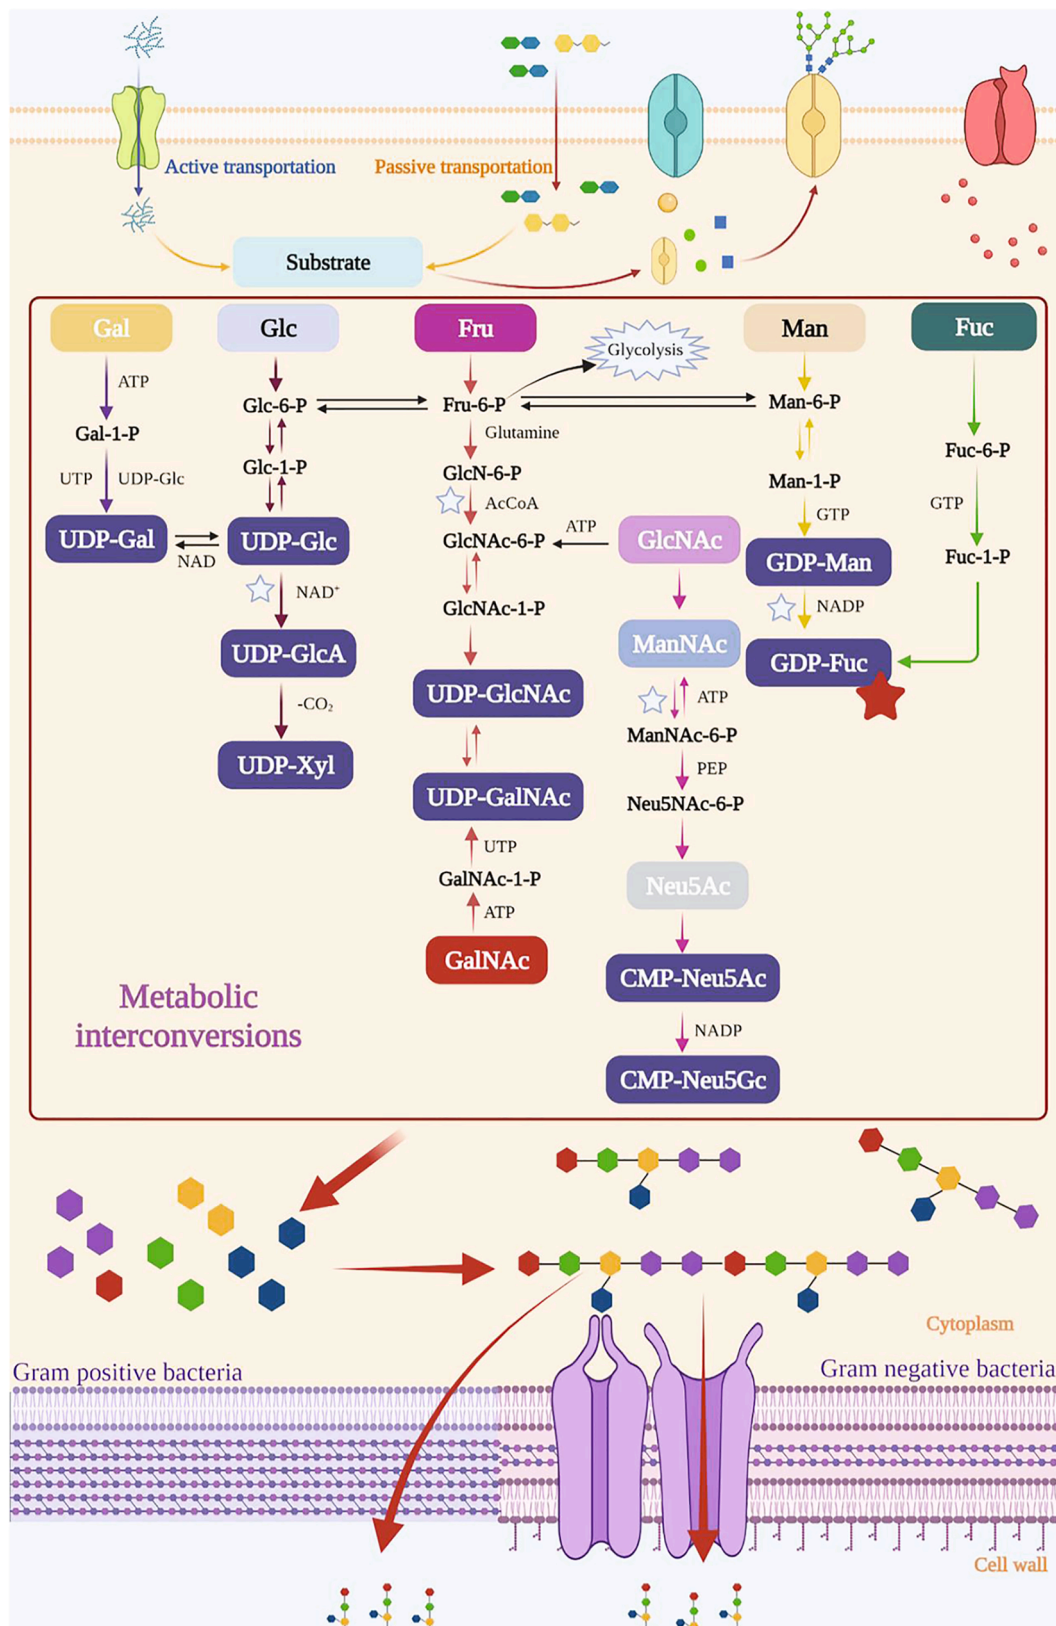 Active transportation
Passive transportation
Substrate
Gal
Glc
Fru
Man
Fuc
Glycolysis
ATP
Glc-6-P
Fru-6-P
Man-6-P
Gal-1-P
Glutamine
Fuc-6-P
Glc-1-P
GlcN-6-P
UTP
UDP-Glc
Man-1-P
AcCoA
GTP
GTP
UDP-Gal
UDP-Glc
GlcNAc-6-P
ATP
GlcNAc
NAD
GDP-Man
Fuc-1-P
NAD⁺
GlcNAc-1-P
NADP
UDP-GlcA
ManNAc
GDP-Fuc
UDP-GlcNAc
-CO₂
ATP
ManNAc-6-P
UDP-Xyl
PEP
UDP-GalNAc
Neu5NAc-6-P
UTP
GalNAc-1-P
Neu5Ac
ATP
GalNAc
CMP-Neu5Ac
Metabolic
interconversions
NADP
CMP-Neu5Gc
Cytoplasm
Gram positive bacteria
Gram negative bacteria
Cell wall